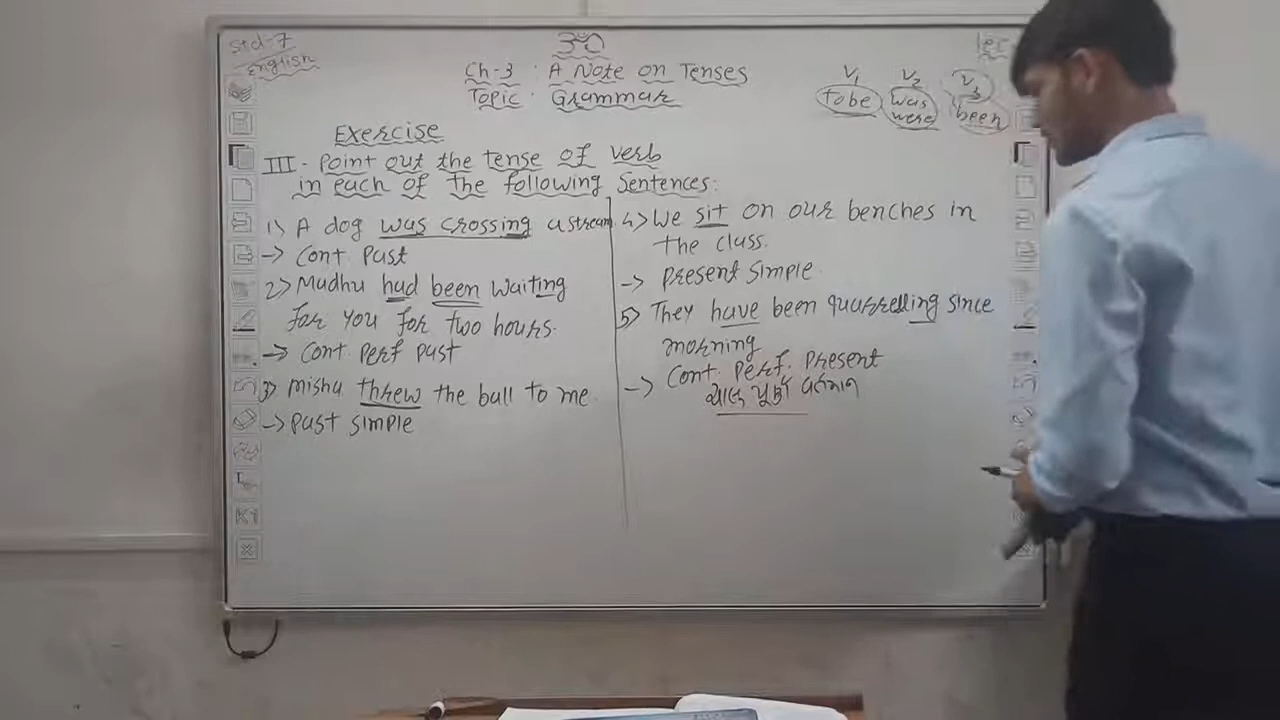 Std-7
English
ૐ
lec
Ch-3 : A Note on Tenses
Topic : Grammar
V1 V2 V3
to be was were been
Exercise
III - Point out the tense of verb
in each of the following sentences:
1) A dog was crossing a stream.
-> Cont. Past
2) Madhu had been waiting
for you for two hours.
-> Cont. Perf Past
3) Misha threw the ball to me.
-> Past simple
4) We sit on our benches in
the class.
-> Present simple
5) They have been quarrelling since
morning
-> Cont. Perf. Present
ચાલુ પૂર્ણ વર્તમાન